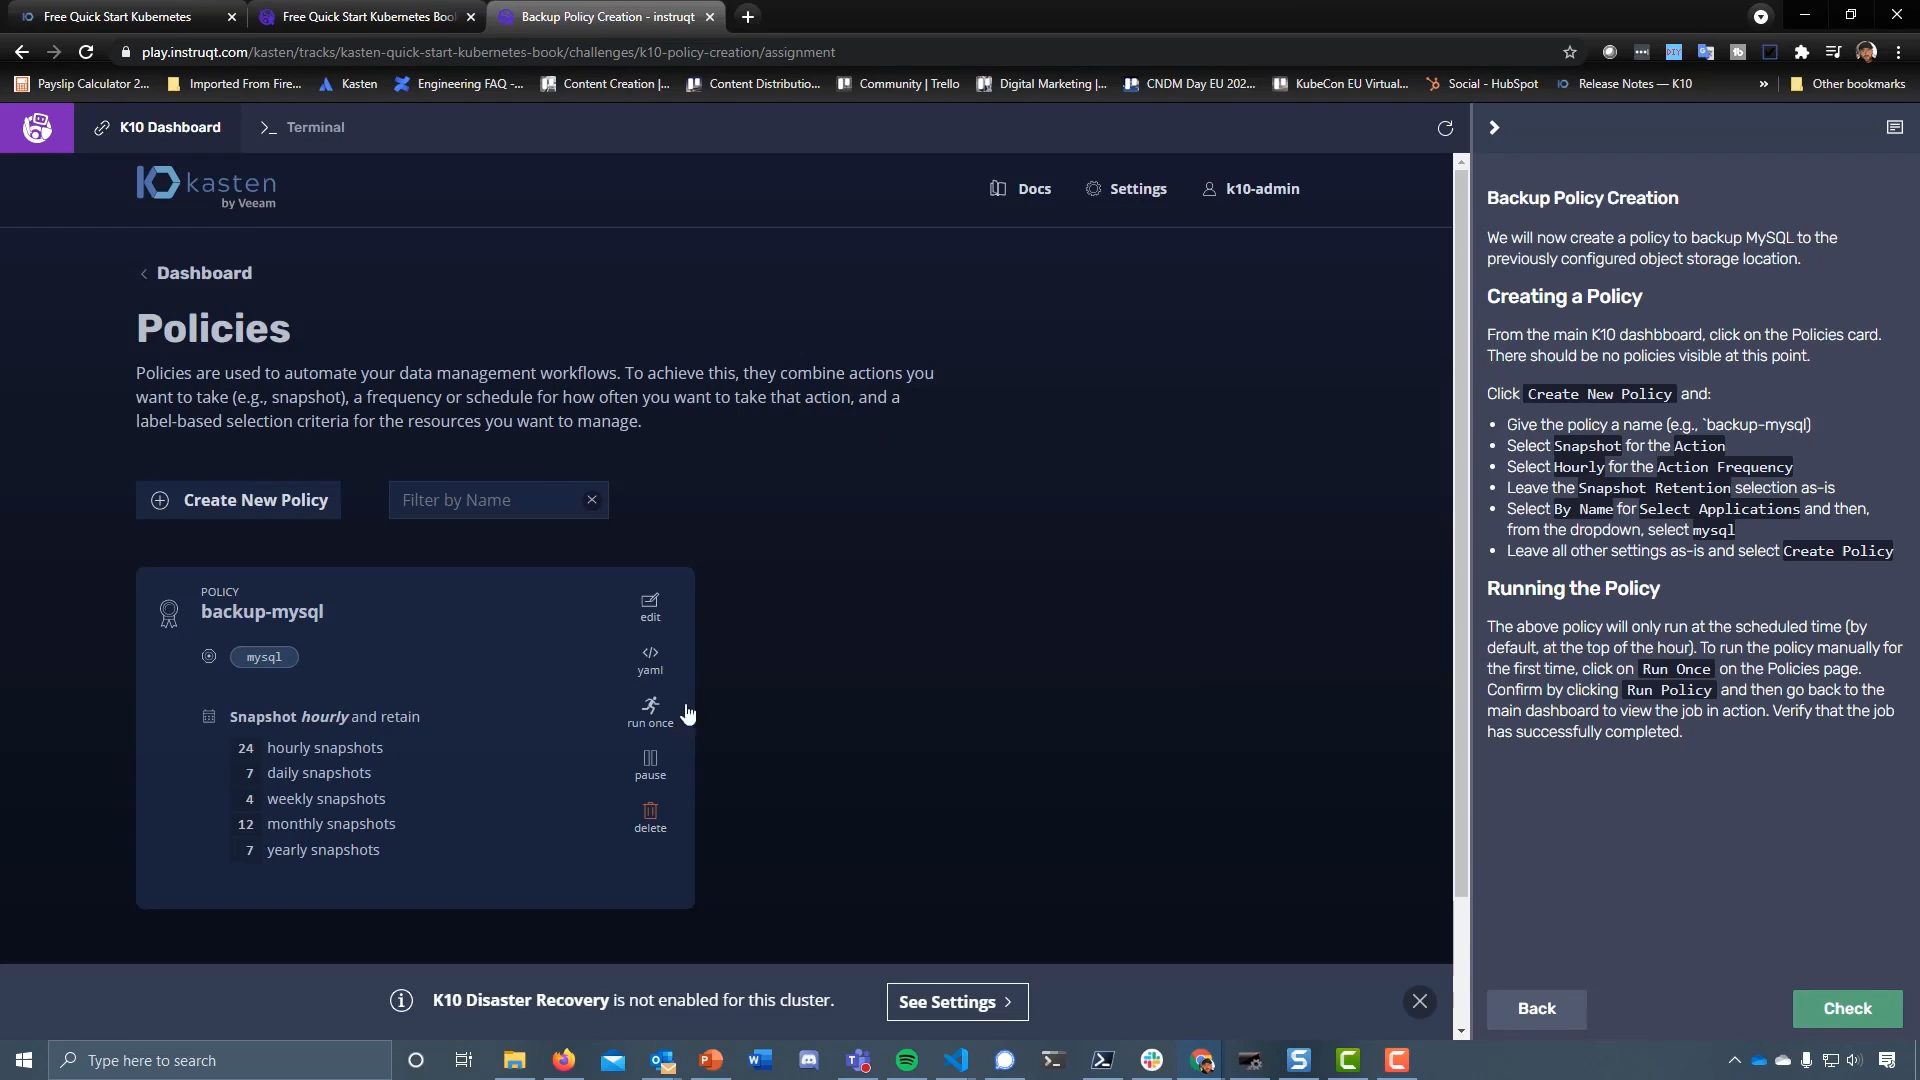 Free Quick Start Kubernetes
Free Quick Start Kubernetes Boo
Backup Policy Creation - instruqt
play.instruqt.com/kasten/tracks/kasten-quick-start-kubernetes-book/challenges/k10-policy-creation/assignment
Payslip Calculator 2...
Imported From Fire...
Kasten
Engineering FAQ -...
Content Creation |...
Content Distributio...
Community | Trello
Digital Marketing |...
CNDM Day EU 202...
KubeCon EU Virtual...
Social - HubSpot
Release Notes — K10
»
Other bookmarks
K10 Dashboard
Terminal
kasten
by Veeam
Docs
Settings
k10-admin
Dashboard
Policies
Policies are used to automate your data management workflows. To achieve this, they combine actions you
want to take (e.g., snapshot), a frequency or schedule for how often you want to take that action, and a
label-based selection criteria for the resources you want to manage.
Create New Policy
Filter by Name
POLICY
backup-mysql
mysql
Snapshot hourly and retain
24 hourly snapshots
7 daily snapshots
4 weekly snapshots
12 monthly snapshots
7 yearly snapshots
edit
yaml
run once
pause
delete
K10 Disaster Recovery is not enabled for this cluster.
See Settings >
Backup Policy Creation
We will now create a policy to backup MySQL to the
previously configured object storage location.
Creating a Policy
From the main K10 dashbboard, click on the Policies card.
There should be no policies visible at this point.
Click Create New Policy and:
• Give the policy a name (e.g., `backup-mysql)
• Select Snapshot for the Action
• Select Hourly for the Action Frequency
• Leave the Snapshot Retention selection as-is
• Select By Name for Select Applications and then,
from the dropdown, select mysql
• Leave all other settings as-is and select Create Policy
Running the Policy
The above policy will only run at the scheduled time (by
default, at the top of the hour). To run the policy manually for
the first time, click on Run Once on the Policies page.
Confirm by clicking Run Policy and then go back to the
main dashboard to view the job in action. Verify that the job
has successfully completed.
Back
Check
Type here to search